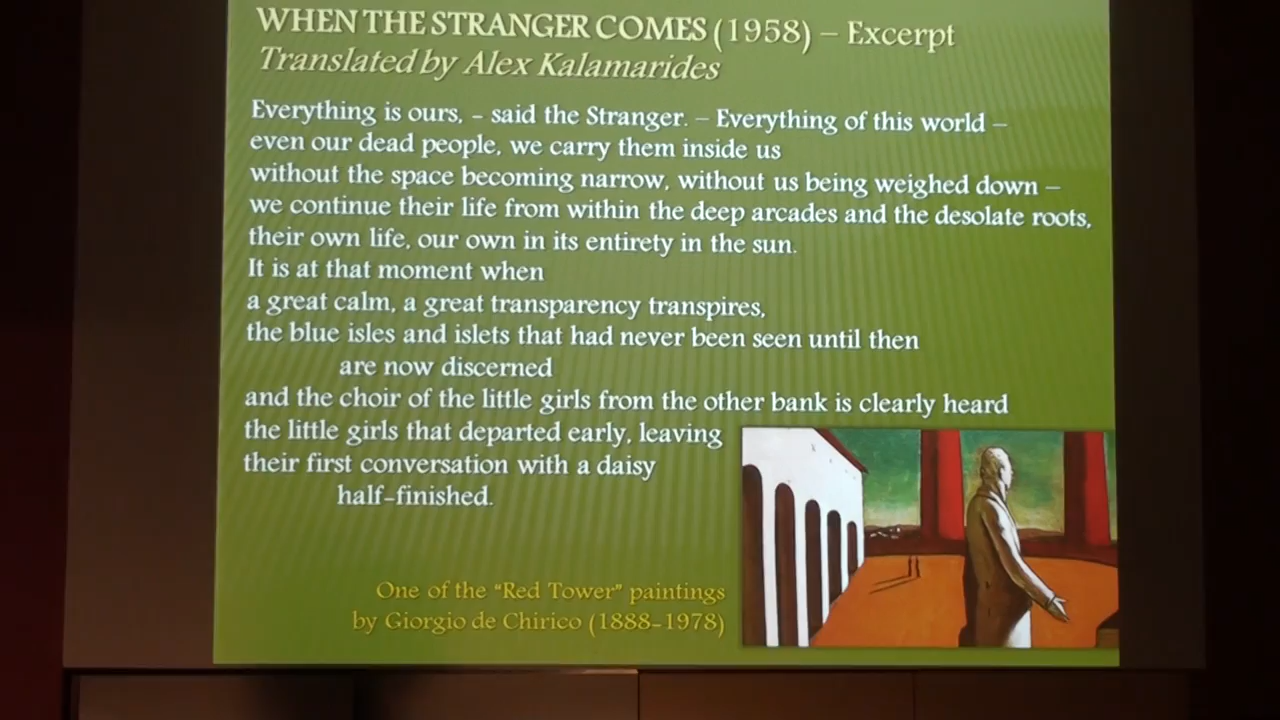 WHEN THE STRANGER COMES (1958) – Excerpt
Translated by Alex Kalamarides
Everything is ours, - said the Stranger. – Everything of this world –
even our dead people, we carry them inside us
without the space becoming narrow, without us being weighed down –
we continue their life from within the deep arcades and the desolate roots,
their own life, our own in its entirety in the sun.
It is at that moment when
a great calm, a great transparency transpires,
the blue isles and islets that had never been seen until then
are now discerned
and the choir of the little girls from the other bank is clearly heard
the little girls that departed early, leaving
their first conversation with a daisy
half-finished.
One of the “Red Tower” paintings
by Giorgio de Chirico (1888-1978)